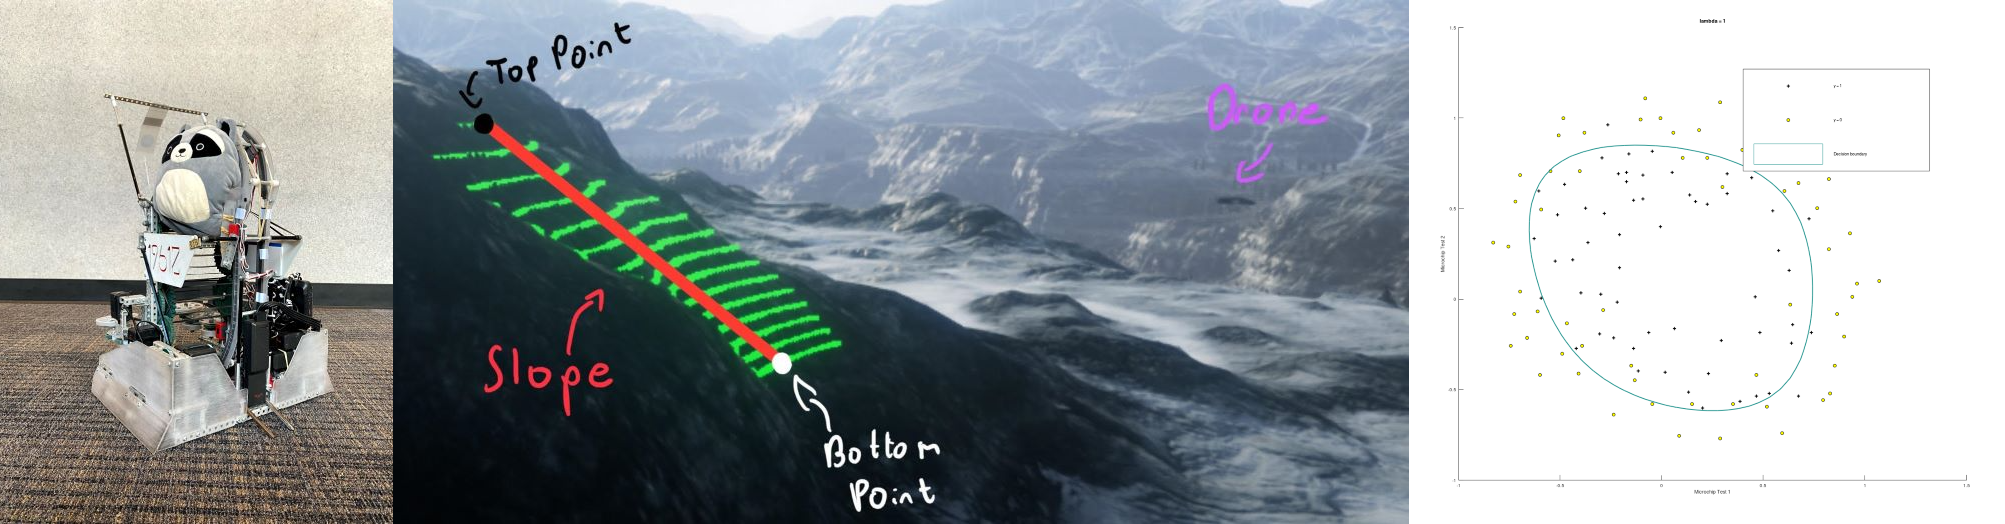 1961Z
Top Point
Drone
Slope
Bottom
Point
lambda = 1
y = 1
y = 0
Decision boundary
Microchip Test 2
Microchip Test 1
1.5
1
0.5
0
-0.5
-1
-1
-0.5
0
0.5
1
1.5